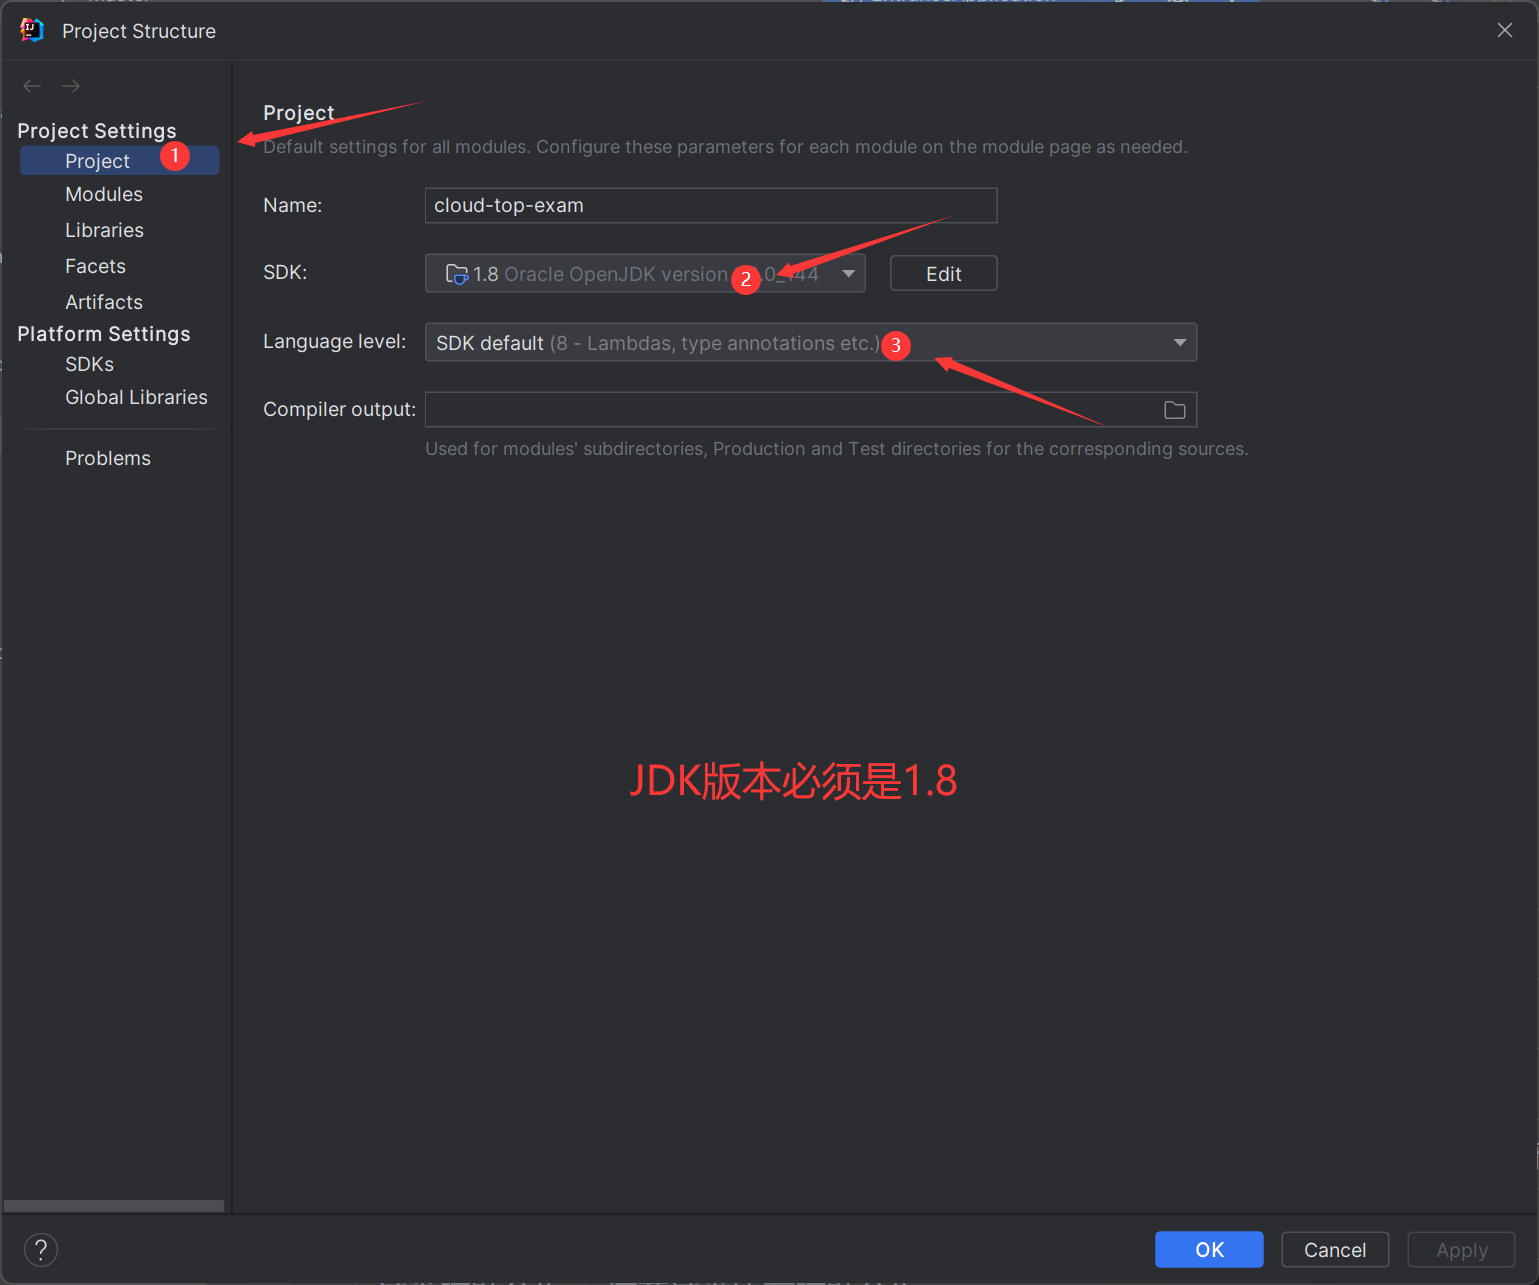 Project Structure
Project Settings
Project 1
Modules
Libraries
Facets
Artifacts
Platform Settings
SDKs
Global Libraries
Problems
Project
Default settings for all modules. Configure these parameters for each module on the module page as needed.
Name: cloud-top-exam
SDK: 1.8 Oracle OpenJDK version 2 .0_144 Edit
Language level: SDK default (8 - Lambdas, type annotations etc.) 3
Compiler output:
Used for modules' subdirectories, Production and Test directories for the corresponding sources.
JDK版本必须是1.8
? OK Cancel Apply